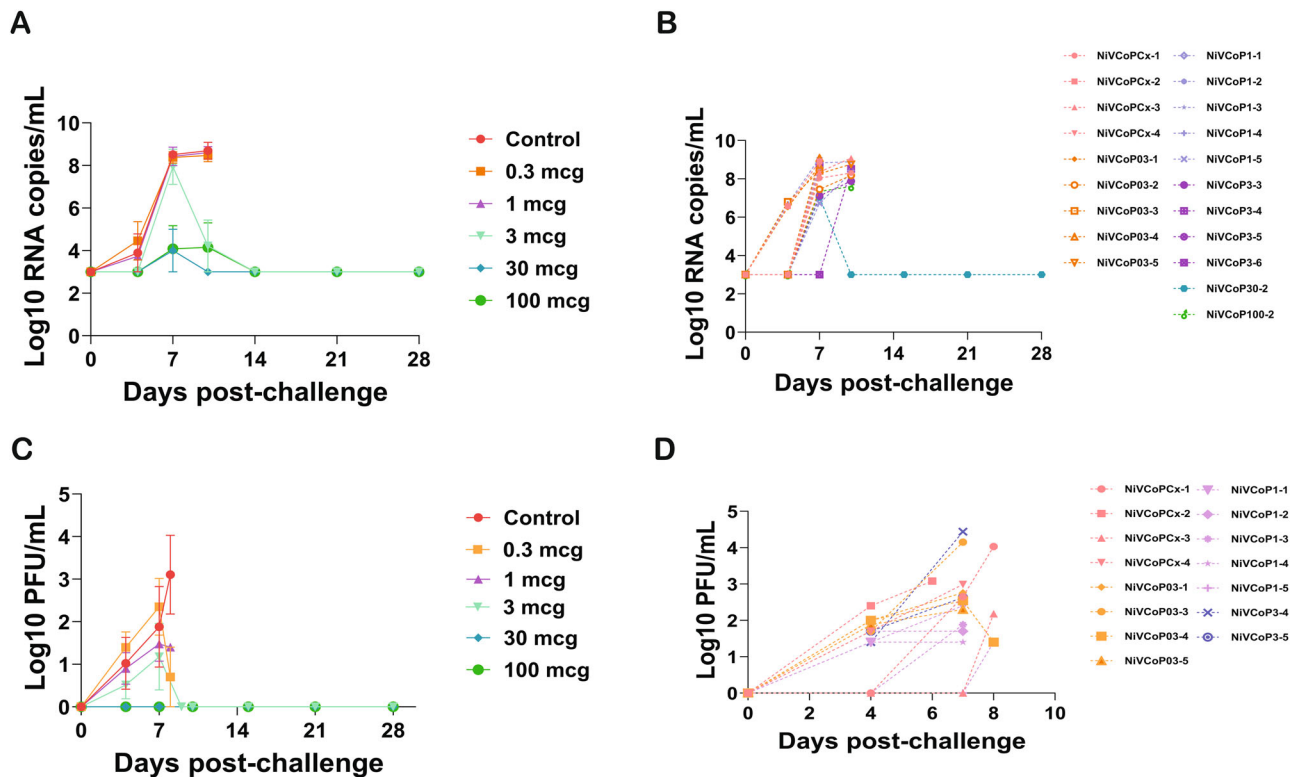 A
Log10 RNA copies/mL
10
8
6
4
2
0
0 7 14 21 28
Days post-challenge
Control
0.3 mcg
1 mcg
3 mcg
30 mcg
100 mcg
B
Log10 RNA copies/mL
10
8
6
4
2
0
0 7 14 21 28
Days post-challenge
NiVCoPCx-1
NiVCoPCx-2
NiVCoPCx-3
NiVCoPCx-4
NiVCoP03-1
NiVCoP03-2
NiVCoP03-3
NiVCoP03-4
NiVCoP03-5
NiVCoP1-1
NiVCoP1-2
NiVCoP1-3
NiVCoP1-4
NiVCoP1-5
NiVCoP3-3
NiVCoP3-4
NiVCoP3-5
NiVCoP3-6
NiVCoP30-2
NiVCoP100-2
C
Log10 PFU/mL
5
4
3
2
1
0
0 7 14 21 28
Days post-challenge
Control
0.3 mcg
1 mcg
3 mcg
30 mcg
100 mcg
D
Log10 PFU/mL
5
4
3
2
1
0
0 2 4 6 8 10
Days post-challenge
NiVCoPCx-1
NiVCoPCx-2
NiVCoPCx-3
NiVCoPCx-4
NiVCoP03-1
NiVCoP03-3
NiVCoP03-4
NiVCoP03-5
NiVCoP1-1
NiVCoP1-2
NiVCoP1-3
NiVCoP1-4
NiVCoP1-5
NiVCoP3-4
NiVCoP3-5